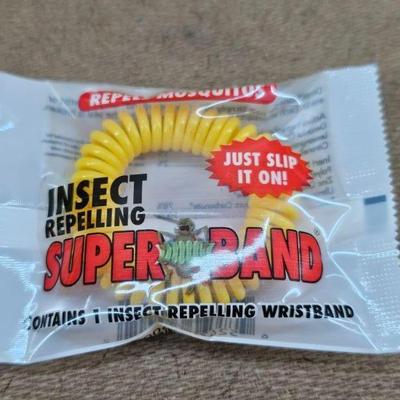 REPELS MOSQUITOS
JUST SLIP
IT ON!
INSECT
REPELLING
SUPER BAND®
CONTAINS 1 INSECT REPELLING WRISTBAND